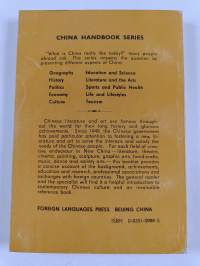 CHINA HANDBOOK SERIES
"What is China really like today?" many people
abroad ask. This series answers the question by
presenting different aspects of China:
Geography Education and Science
History Literature and the Arts
Politics Sports and Public Health
Economy Life and Lifestyles
Culture Tourism
Chinese literature and art are famous throughout
the world for their long history and glorious
achievements. Since 1949, the Chinese government
has paid particular attention to fostering a new literature
and art to serve the interests and satisfy the
needs of the Chinese people. For each field of creative
endeavour in New China — literature, theatre,
cinema, painting, sculpture, graphic arts, handicrafts,
music, dance and variety arts — this booklet provides
a concise account of the background, achievements,
education and research, professional associations and
exchanges with foreign countries. The general reader
and the specialist will find it a helpful introduction to
contemporary Chinese culture and an
reference book.
FOREIGN LANGUAGES PRESS BEIJING CHINA
ISBN